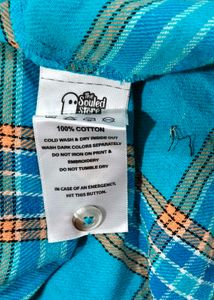 The
Souled
Store
100% COTTON
COLD WASH & DRY INSIDE OUT
WASH DARK COLORS SEPARATELY
DO NOT IRON ON PRINT &
EMBROIDERY
DO NOT TUMBLE DRY
IN CASE OF AN EMERGENCY,
HIT THIS BUTTON.